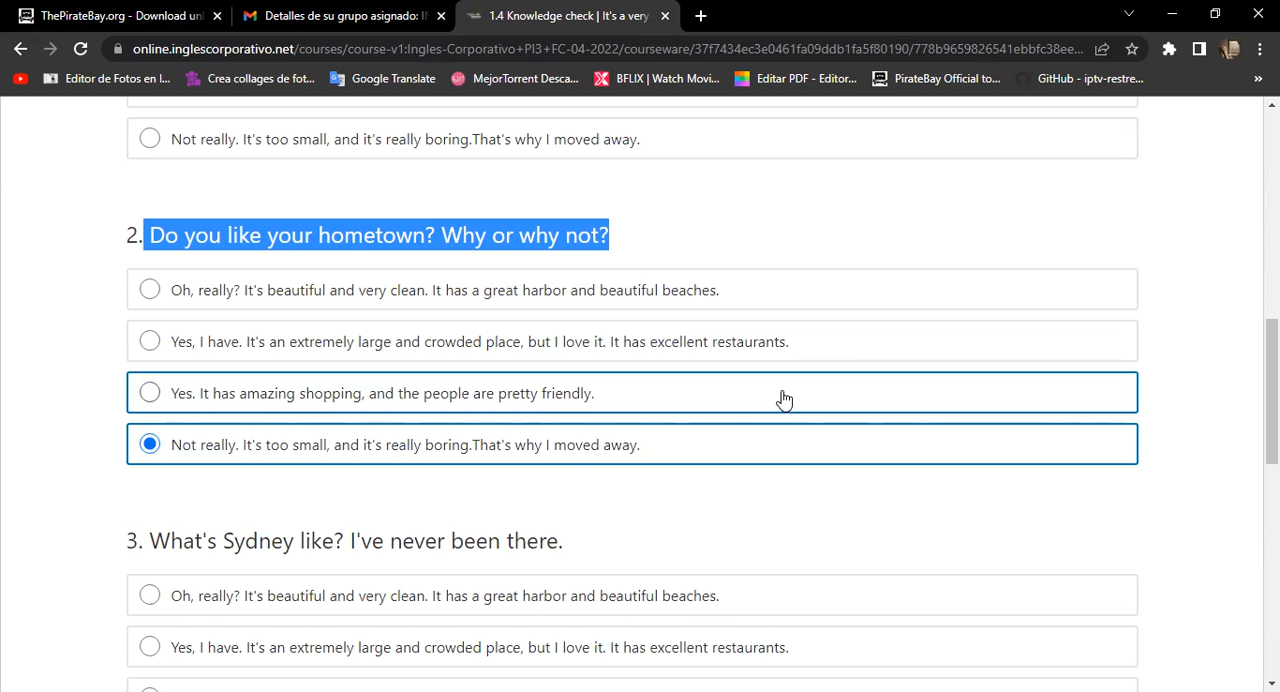 ThePirateBay.org - Download unl
Detalles de su grupo asignado: I
1.4 Knowledge check | It's a very
online.inglescorporativo.net/courses/course-v1:Ingles-Corporativo+PI3+FC-04-2022/courseware/37f7434ec3e0461fa09ddb1fa5f80190/778b9659826541ebbfc38ee...
Editor de Fotos en l...
Crea collages de fot...
Google Translate
MejorTorrent Desca...
BFLIX | Watch Movi...
Editar PDF - Editor...
PirateBay Official to...
GitHub - iptv-restre...
»
Not really. It's too small, and it's really boring.That's why I moved away.
2. Do you like your hometown? Why or why not?
Oh, really? It's beautiful and very clean. It has a great harbor and beautiful beaches.
Yes, I have. It's an extremely large and crowded place, but I love it. It has excellent restaurants.
Yes. It has amazing shopping, and the people are pretty friendly.
Not really. It's too small, and it's really boring.That's why I moved away.
3. What's Sydney like? I've never been there.
Oh, really? It's beautiful and very clean. It has a great harbor and beautiful beaches.
Yes, I have. It's an extremely large and crowded place, but I love it. It has excellent restaurants.